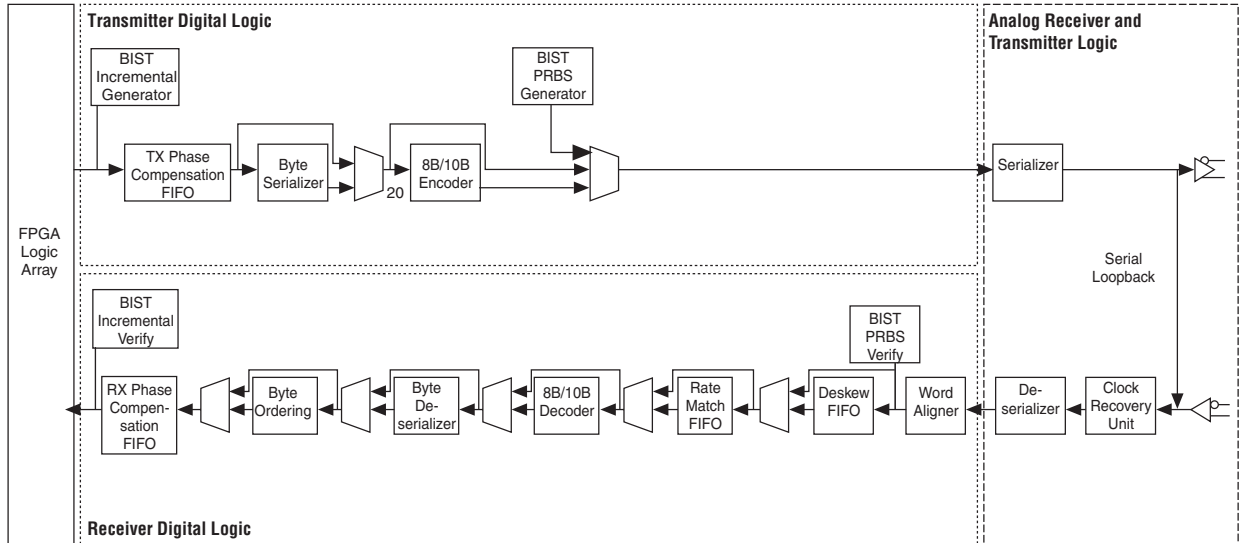 Transmitter Digital Logic
Analog Receiver and
Transmitter Logic
BIST
Incremental
Generator
BIST
PRBS
Generator
TX Phase
Compensation
FIFO
Byte
Serializer
20
8B/10B
Encoder
Serializer
FPGA
Logic
Array
Serial
Loopback
BIST
Incremental
Verify
BIST
PRBS
Verify
RX Phase
Compen-
sation
FIFO
Byte
Ordering
Byte
De-
serializer
8B/10B
Decoder
Rate
Match
FIFO
Deskew
FIFO
Word
Aligner
De-
serializer
Clock
Recovery
Unit
Receiver Digital Logic